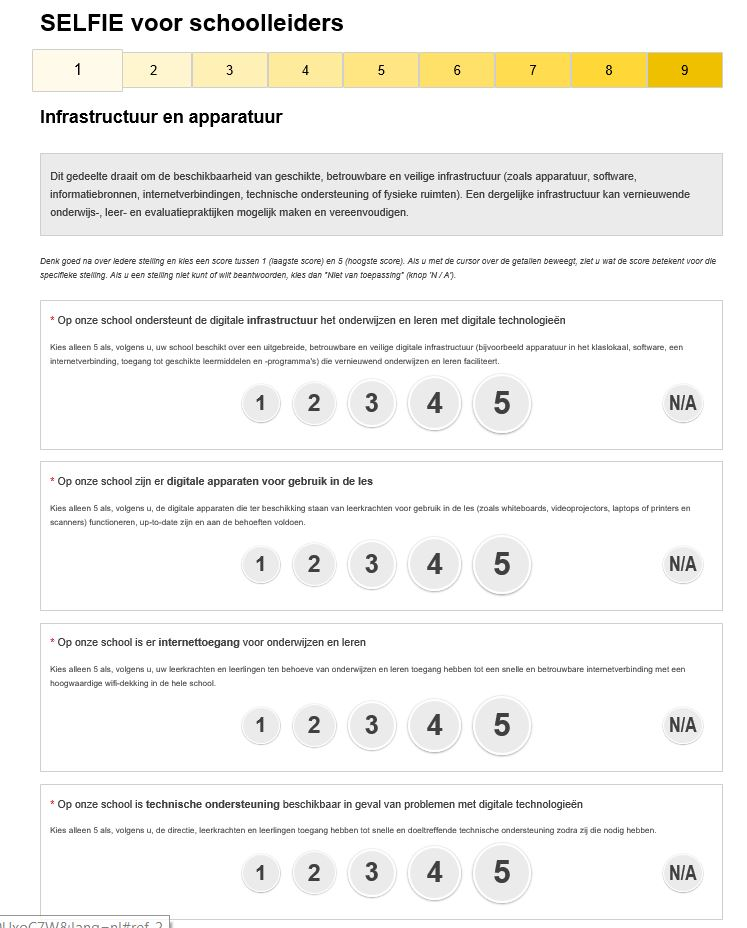 SELFIE voor schoolleiders
1 2 3 4 5 6 7 8 9
Infrastructuur en apparatuur
Dit gedeelte draait om de beschikbaarheid van geschikte, betrouwbare en veilige infrastructuur (zoals apparatuur, software,
informatiebronnen, internetverbindingen, technische ondersteuning of fysieke ruimten). Een dergelijke infrastructuur kan vernieuwende
onderwijs-, leer- en evaluatiepraktijken mogelijk maken en vereenvoudigen.
Denk goed na over iedere stelling en kies een score tussen 1 (laagste score) en 5 (hoogste score). Als u met de cursor over de getallen beweegt, ziet u wat de score betekent voor die
specifieke stelling. Als u een stelling niet kunt of wilt beantwoorden, kies dan "Niet van toepassing" (knop 'N / A').
* Op onze school ondersteunt de digitale infrastructuur het onderwijzen en leren met digitale technologieën
Kies alleen 5 als, volgens u, uw school beschikt over een uitgebreide, betrouwbare en veilige digitale infrastructuur (bijvoorbeeld apparatuur in het klaslokaal, software, een
internetverbinding, toegang tot geschikte leermiddelen en -programma's) die vernieuwend onderwijzen en leren faciliteert.
1 2 3 4 5 N/A
* Op onze school zijn er digitale apparaten voor gebruik in de les
Kies alleen 5 als, volgens u, de digitale apparaten die ter beschikking staan van leerkrachten voor gebruik in de les (zoals whiteboards, videoprojectors, laptops of printers en
scanners) functioneren, up-to-date zijn en aan de behoeften voldoen.
1 2 3 4 5 N/A
* Op onze school is er internettoegang voor onderwijzen en leren
Kies alleen 5 als, volgens u, uw leerkrachten en leerlingen ten behoeve van onderwijzen en leren toegang hebben tot een snelle en betrouwbare internetverbinding met een
hoogwaardige wifi-dekking in de hele school.
1 2 3 4 5 N/A
* Op onze school is technische ondersteuning beschikbaar in geval van problemen met digitale technologieën
Kies alleen 5 als, volgens u, de directie, leerkrachten en leerlingen toegang hebben tot snelle en doeltreffende technische ondersteuning zodra zij die nodig hebben.
1 2 3 4 5 N/A